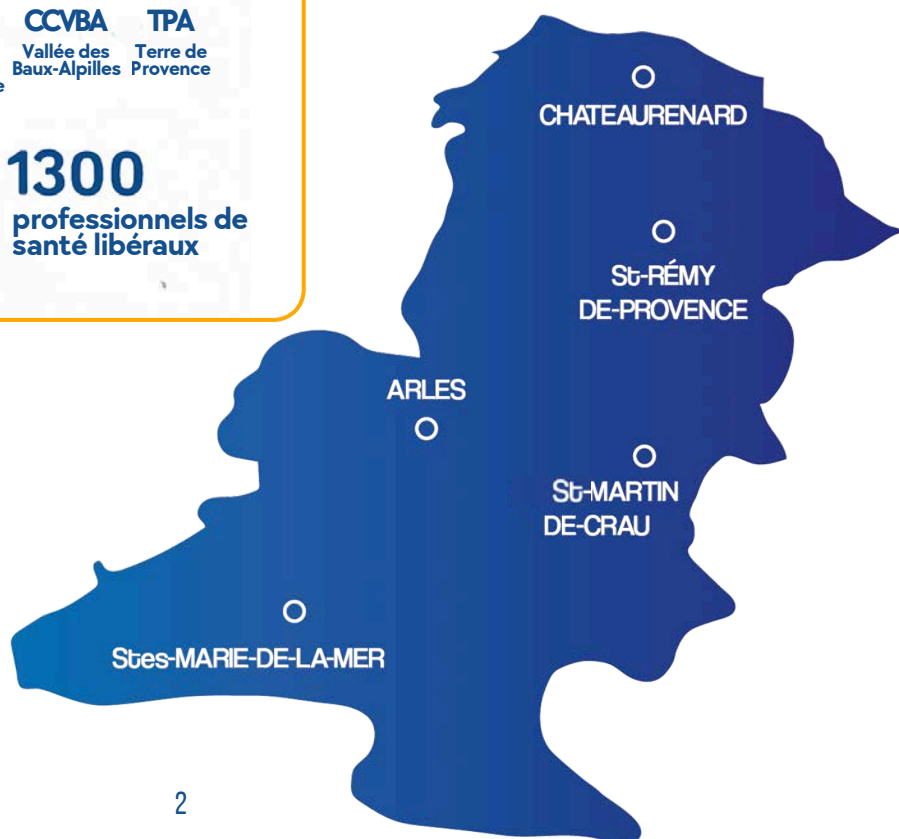 CCVBA TPA
Vallée des Terre de
Baux-Alpilles Provence
e
1300
professionnels de
santé libéraux
CHATEAURENARD
St-RÉMY
DE-PROVENCE
ARLES
St-MARTIN
DE-CRAU
Stes-MARIE-DE-LA-MER
2